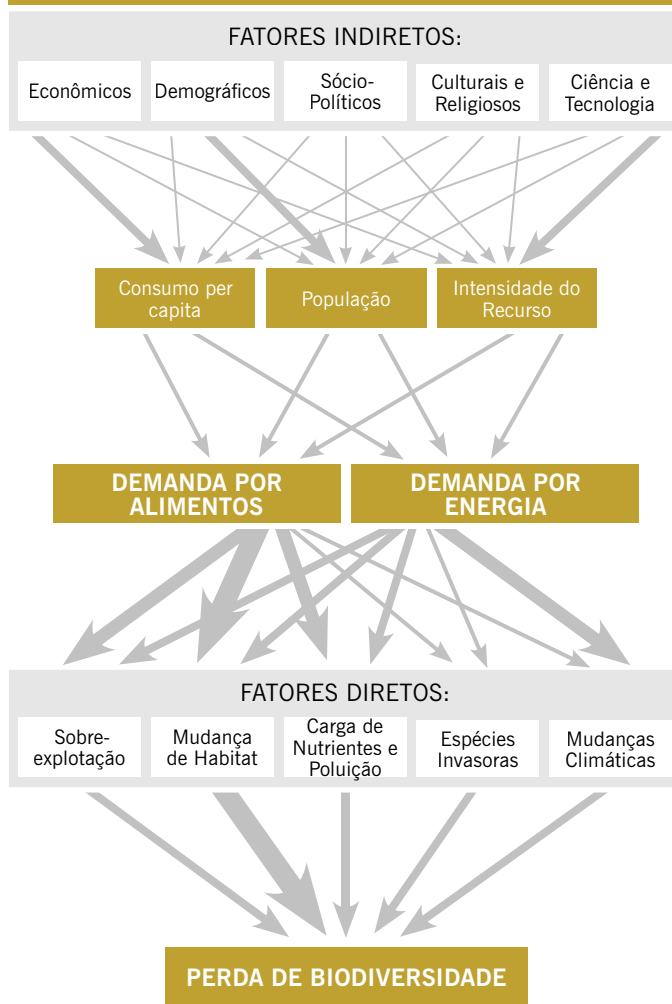 FATORES INDIRETOS:
Econômicos
Demográficos
Sócio-
Políticos
Culturais e
Religiosos
Ciência e
Tecnologia
Consumo per
capita
População
Intensidade do
Recurso
DEMANDA POR
ALIMENTOS
DEMANDA POR
ENERGIA
FATORES DIRETOS:
Sobre-
explotação
Mudança
de Habitat
Carga de
Nutrientes e
Poluição
Espécies
Invasoras
Mudanças
Climáticas
PERDA DE BIODIVERSIDADE